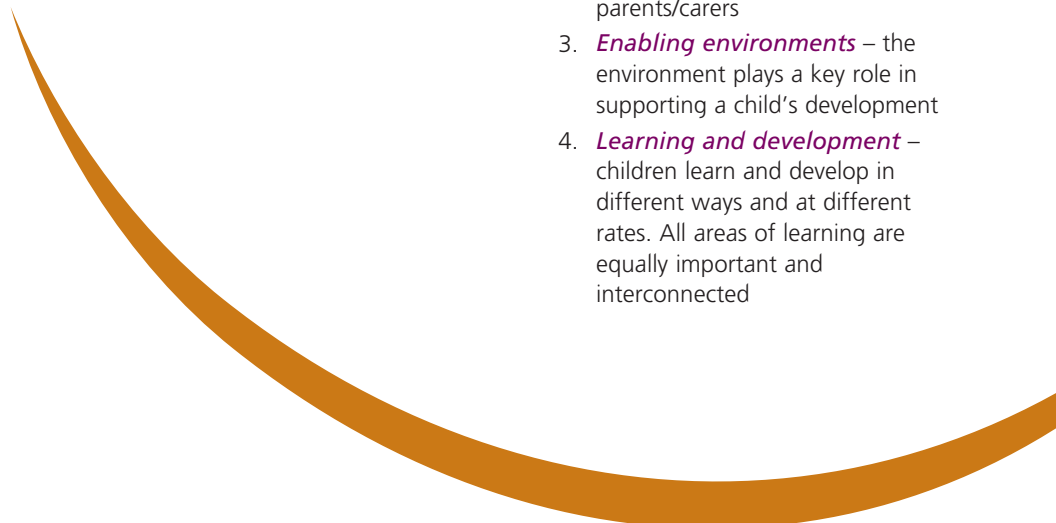 parents/carers
3. Enabling environments – the
environment plays a key role in
supporting a child’s development
4. Learning and development –
children learn and develop in
different ways and at different
rates. All areas of learning are
equally important and
interconnected